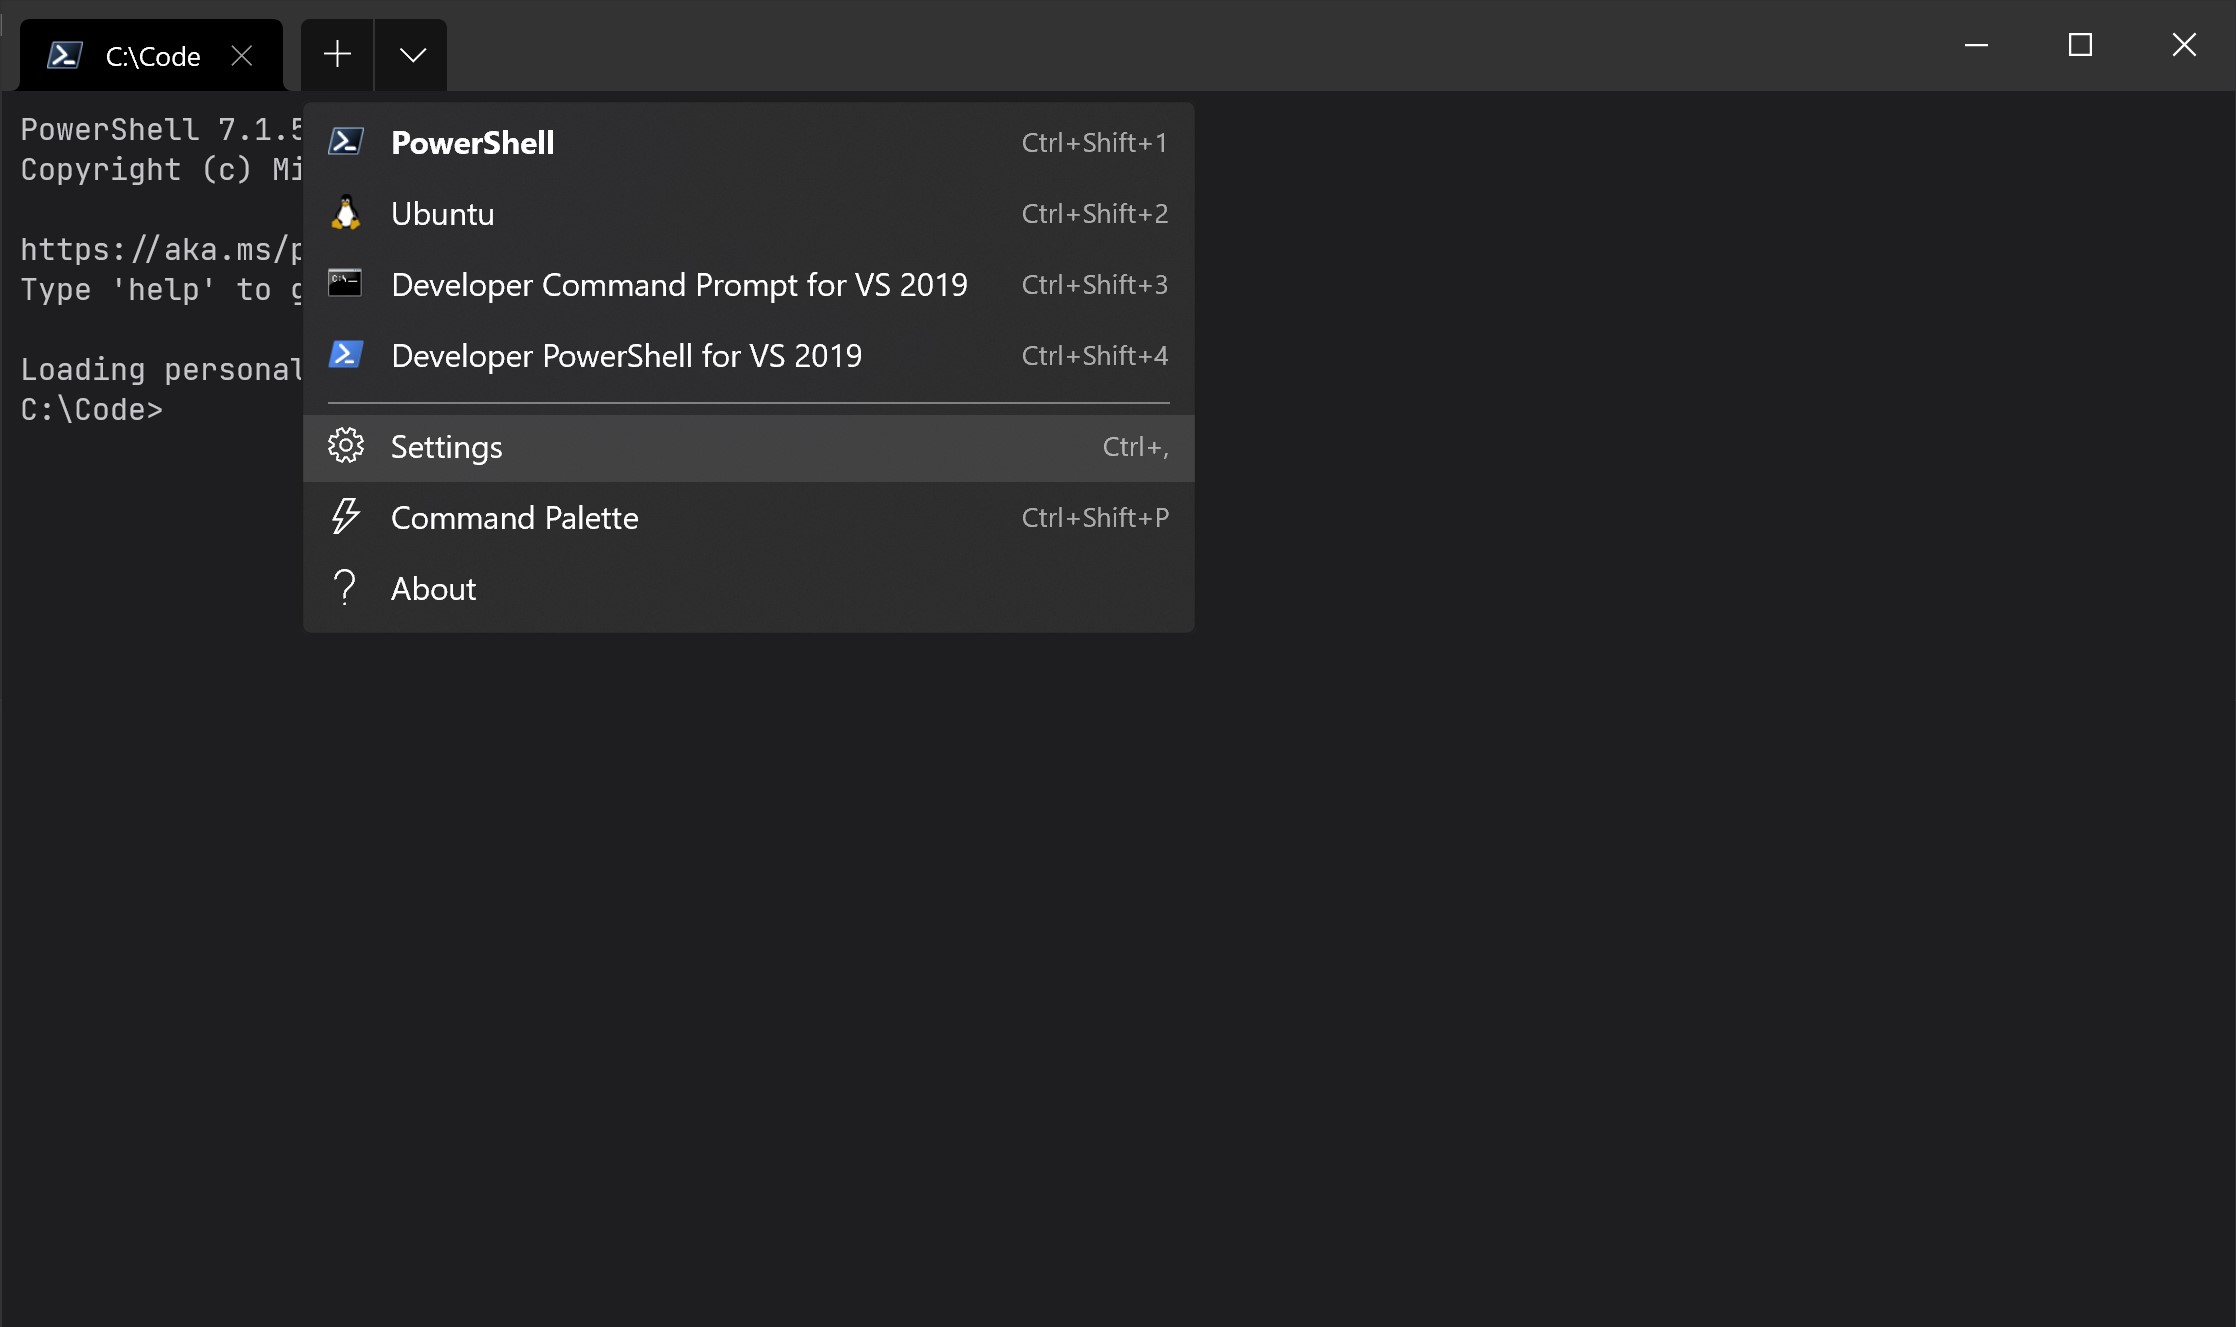 C:\Code
PowerShell 7.1.5
Copyright (c) Mi
https://aka.ms/p
Type 'help' to g
Loading personal
C:\Code>
PowerShell Ctrl+Shift+1
Ubuntu Ctrl+Shift+2
Developer Command Prompt for VS 2019 Ctrl+Shift+3
Developer PowerShell for VS 2019 Ctrl+Shift+4
Settings Ctrl+,
Command Palette Ctrl+Shift+P
About